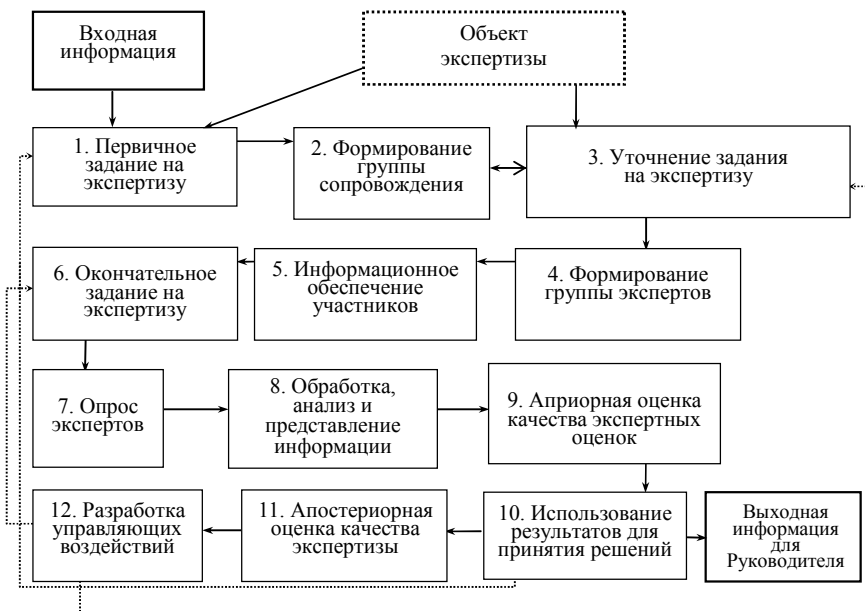 Входная
информация
Объект
экспертизы
1. Первичное
задание на
экспертизу
2. Формирование
группы
сопровождения
3. Уточнение задания
на экспертизу
6. Окончательное
задание на
экспертизу
5. Информационное
обеспечение
участников
4. Формирование
группы экспертов
7. Опрос
экспертов
8. Обработка,
анализ и
представление
информации
9. Априорная оценка
качества экспертных
оценок
12. Разработка
управляющих
воздействий
11. Апостериорная
оценка качества
экспертизы
10. Использование
результатов для
принятия решений
Выходная
информация
для
Руководителя